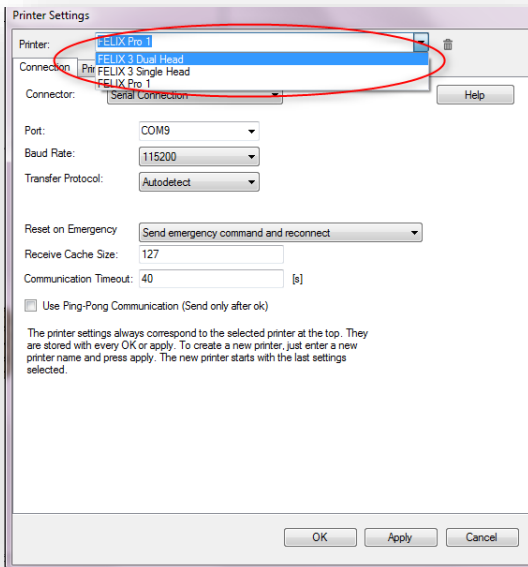 Printer Settings
Printer: FELIX Pro 1
FELIX 3 Dual Head
Connection Prin FELIX 3 Single Head
FELIX Pro 1
Connector: Serial Connection Help
Port: COM9
Baud Rate: 115200
Transfer Protocol: Autodetect
Reset on Emergency Send emergency command and reconnect
Receive Cache Size: 127
Communication Timeout: 40 [s]
Use Ping-Pong Communication (Send only after ok)
The printer settings always correspond to the selected printer at the top. They
are stored with every OK or apply. To create a new printer, just enter a new
printer name and press apply. The new printer starts with the last settings
selected.
OK Apply Cancel